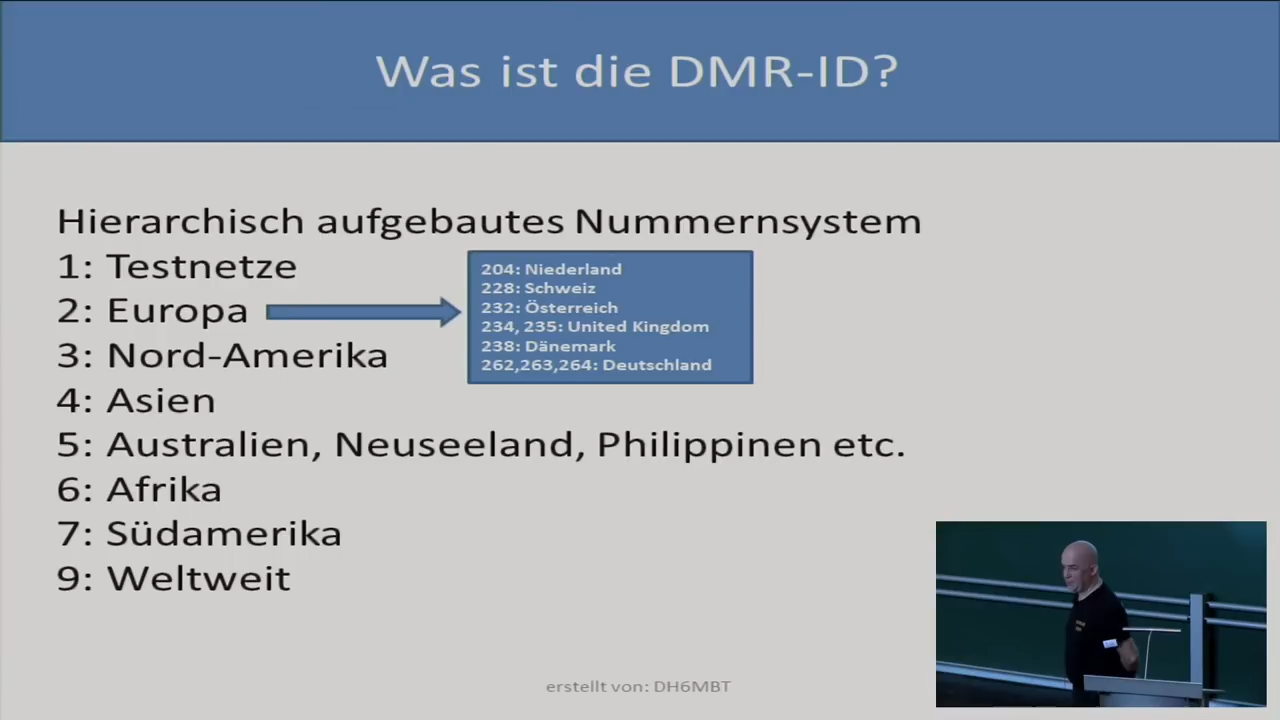 Was ist die DMR-ID?
Hierarchisch aufgebautes Nummernsystem
1: Testnetze
2: Europa
3: Nord-Amerika
4: Asien
5: Australien, Neuseeland, Philippinen etc.
6: Afrika
7: Südamerika
9: Weltweit
204: Niederland
228: Schweiz
232: Österreich
234, 235: United Kingdom
238: Dänemark
262,263,264: Deutschland
erstellt von: DH6MBT